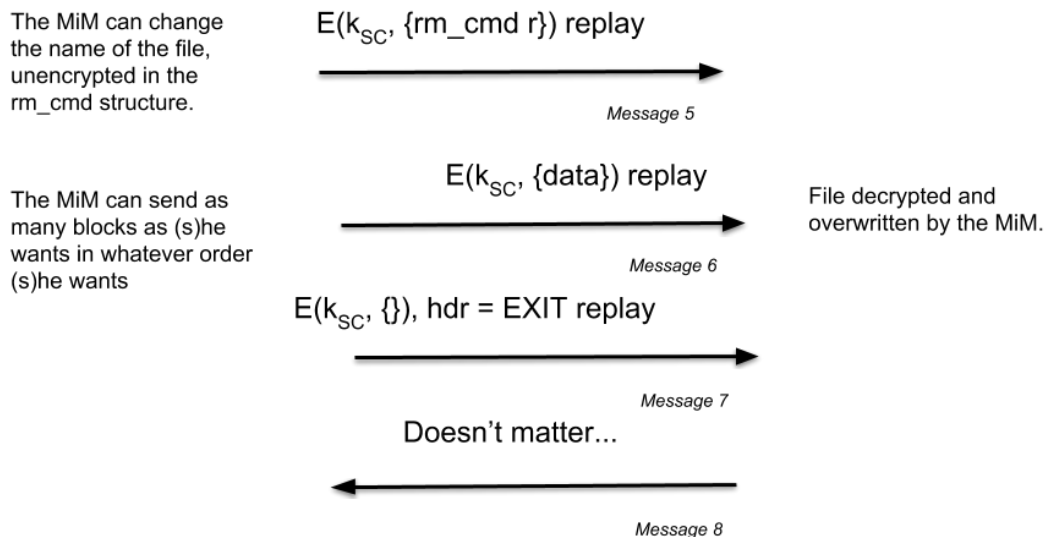 The MiM can change
the name of the file,
unencrypted in the
rm_cmd structure.
E(kSC, {rm_cmd r}) replay
Message 5
The MiM can send as
many blocks as (s)he
wants in whatever order
(s)he wants
E(kSC, {data}) replay
Message 6
File decrypted and
overwritten by the MiM.
E(kSC, {}), hdr = EXIT replay
Message 7
Doesn't matter...
Message 8